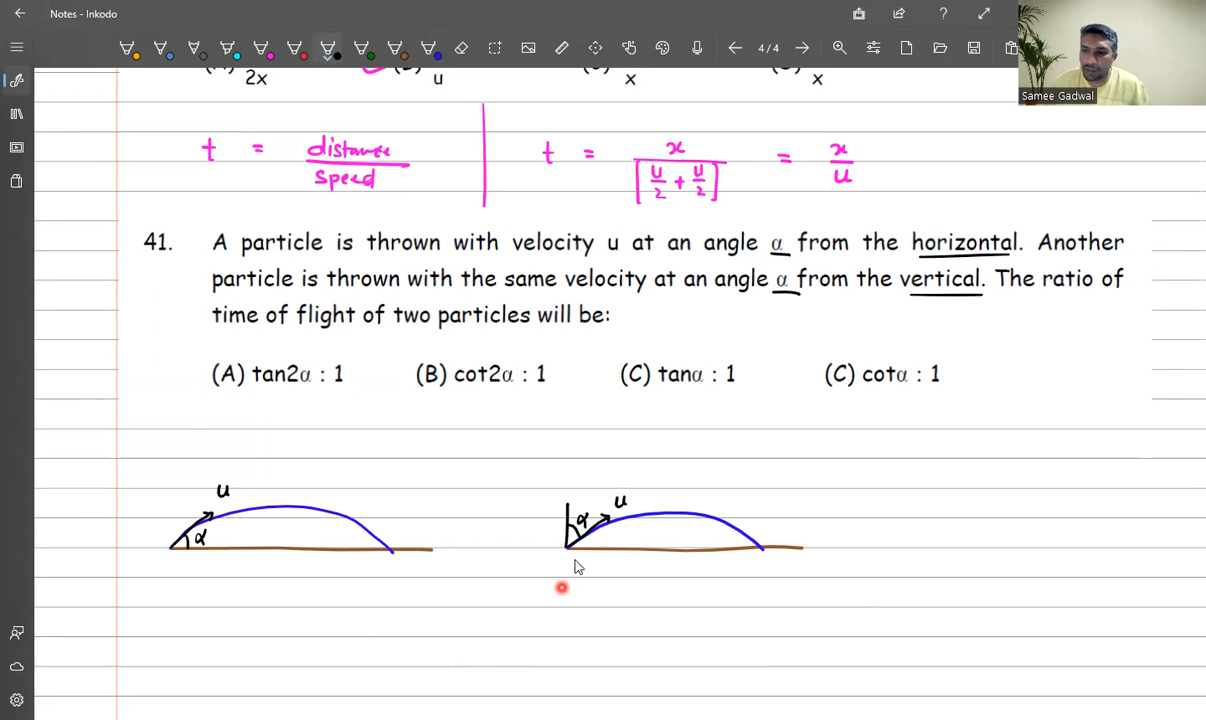 Notes - Inkodo
4/4
Samee Gadwal
2x u x x
t = distance / speed
t = x / [u/2 + u/2] = x / u
41. A particle is thrown with velocity u at an angle α from the horizontal. Another
particle is thrown with the same velocity at an angle α from the vertical. The ratio of
time of flight of two particles will be:
(A) tan2α : 1 (B) cot2α : 1 (C) tanα : 1 (C) cotα : 1
u u
α α